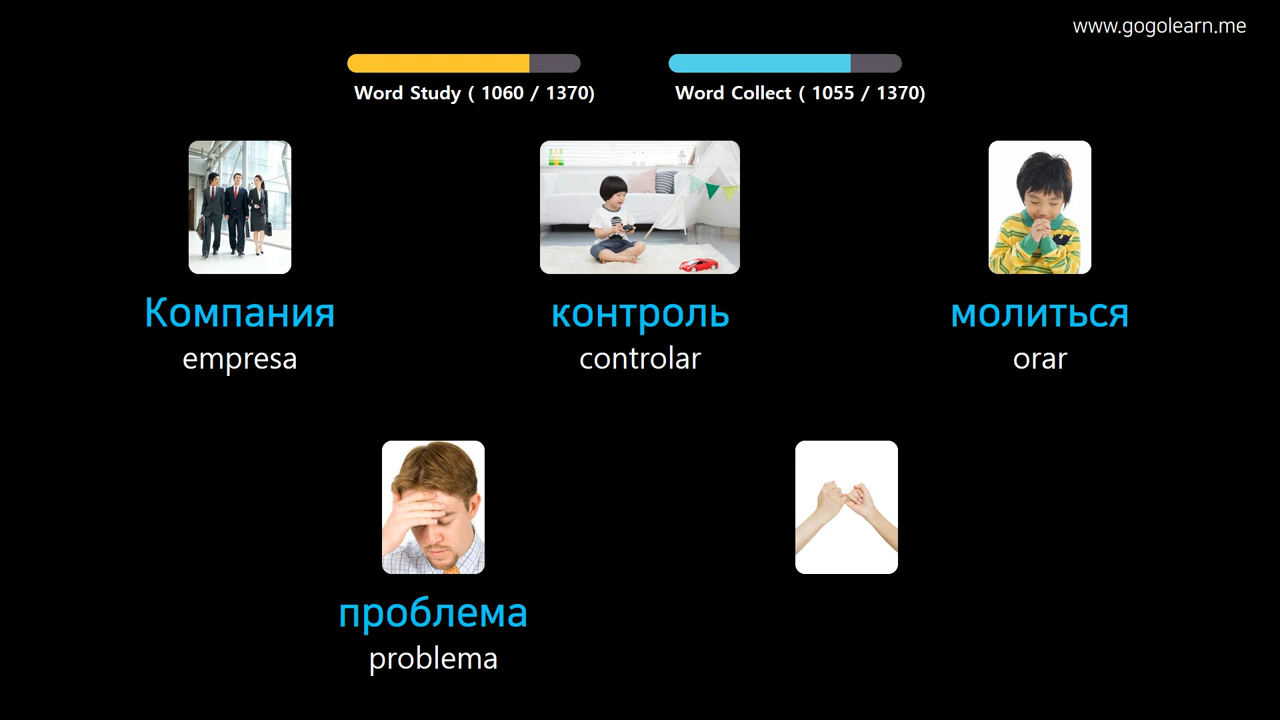 www.gogolearn.me
Word Study ( 1060 / 1370)
Word Collect ( 1055 / 1370)
Компания
empresa
контроль
controlar
молиться
orar
проблема
problema